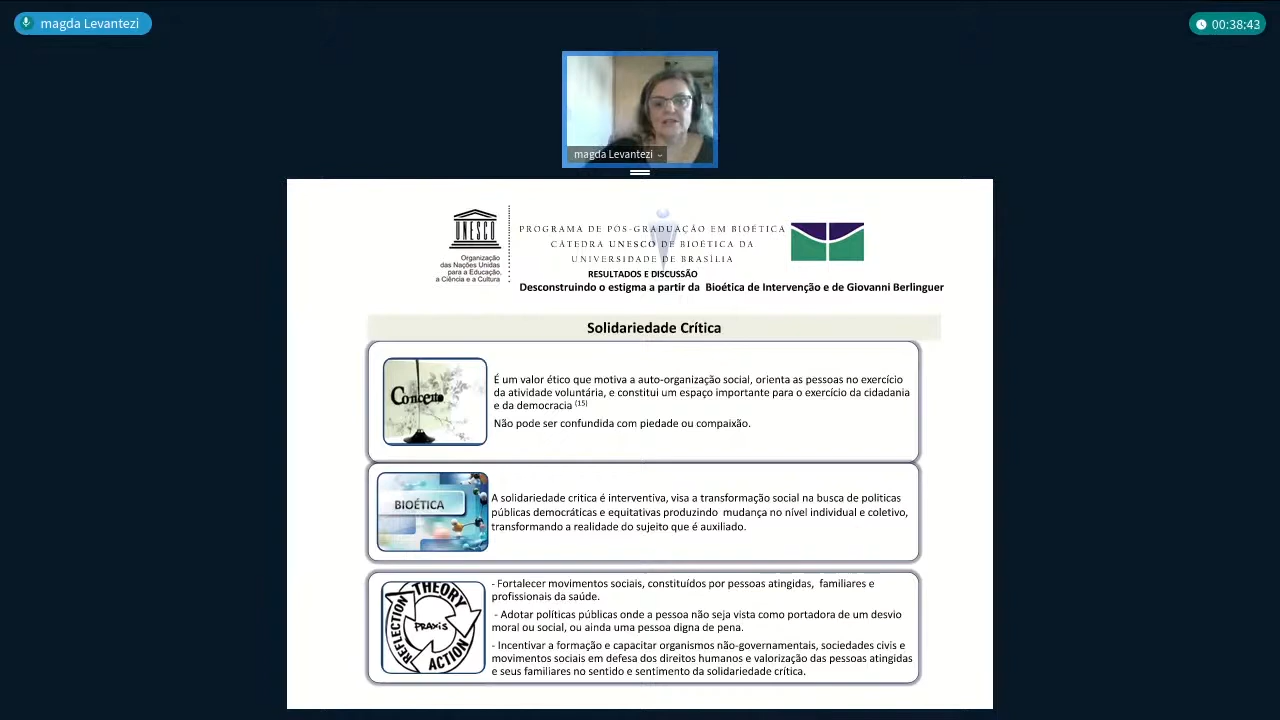 magda Levantezi
00:38:43
magda Levantezi
UNESCO
Organização
das Nações Unidas
para a Educação,
a Ciência e a Cultura
PROGRAMA DE PÓS-GRADUAÇÃO EM BIOÉTICA
CÁTEDRA UNESCO DE BIOÉTICA DA
UNIVERSIDADE DE BRASÍLIA
RESULTADOS E DISCUSSÃO
Desconstruindo o estigma a partir da Bioética de Intervenção e de Giovanni Berlinguer
Solidariedade Crítica
Conceito
É um valor ético que motiva a auto-organização social, orienta as pessoas no exercício
da atividade voluntária, e constitui um espaço importante para o exercício da cidadania
e da democracia (15)
Não pode ser confundida com piedade ou compaixão.
BIOÉTICA
A solidariedade critica é interventiva, visa a transformação social na busca de politicas
públicas democráticas e equitativas produzindo mudança no nível individual e coletivo,
transformando a realidade do sujeito que é auxiliado.
THEORY
PRAXIS
REFLECTION
ACTION
- Fortalecer movimentos sociais, constituídos por pessoas atingidas, familiares e
profissionais da saúde.
- Adotar políticas públicas onde a pessoa não seja vista como portadora de um desvio
moral ou social, ou ainda uma pessoa digna de pena.
- Incentivar a formação e capacitar organismos não-governamentais, sociedades civis e
movimentos sociais em defesa dos direitos humanos e valorização das pessoas atingidas
e seus familiares no sentido e sentimento da solidariedade crítica.